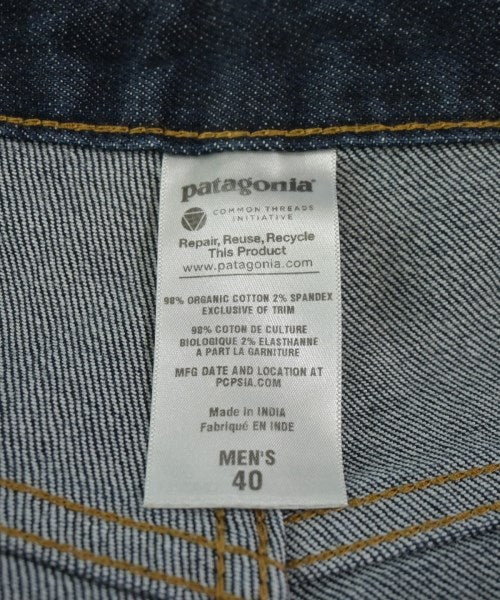 patagonia
COMMON THREADS
INITIATIVE
Repair, Reuse, Recycle
This Product
www.patagonia.com
98% ORGANIC COTTON 2% SPANDEX
EXCLUSIVE OF TRIM
98% COTON DE CULTURE
BIOLOGIQUE 2% ELASTHANNE
A PART LA GARNITURE
MFG DATE AND LOCATION AT
PCPSIA.COM
Made in INDIA
Fabriqué EN INDE
MEN'S
40